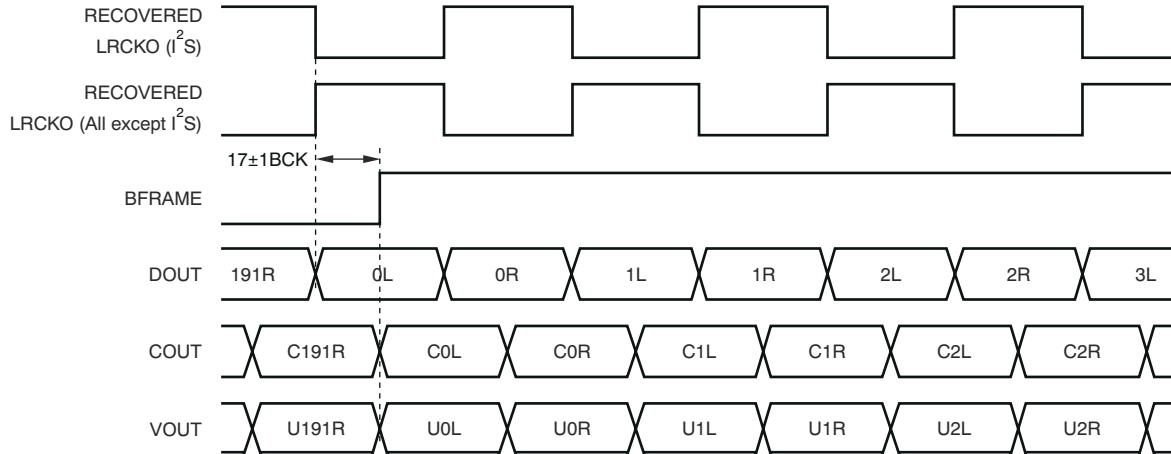 RECOVERED
LRCKO (I²S)
RECOVERED
LRCKO (All except I²S)
17±1BCK
BFRAME
DOUT 191R 0L 0R 1L 1R 2L 2R 3L
COUT C191R C0L C0R C1L C1R C2L C2R
VOUT U191R U0L U0R U1L U1R U2L U2R